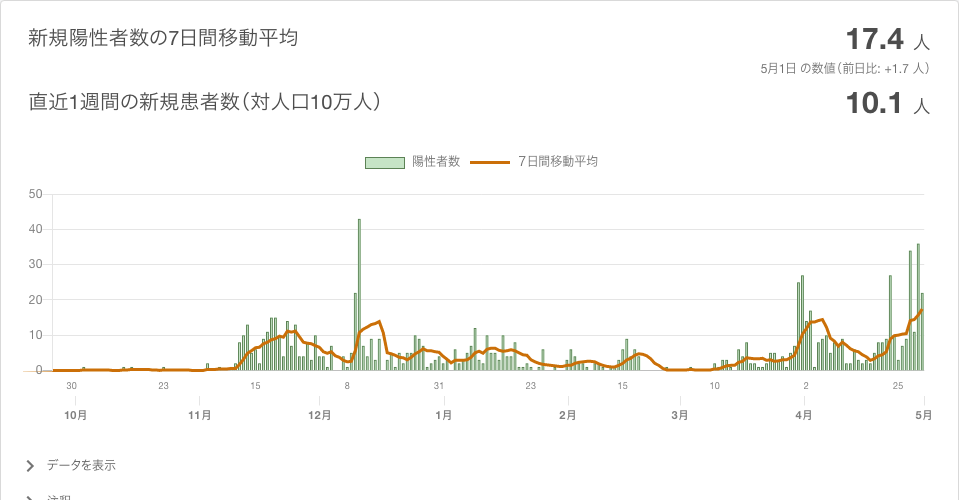 新規陽性者数の7日間移動平均
17.4 人
5月1日 の数値（前日比: +1.7 人）
直近1週間の新規患者数（対人口10万人）
10.1 人
陽性者数 7日間移動平均
50
40
30
20
10
0
30 23 15 8 31 23 15 10 2 25
10月 11月 12月 1月 2月 3月 4月 5月
データを表示
注釈